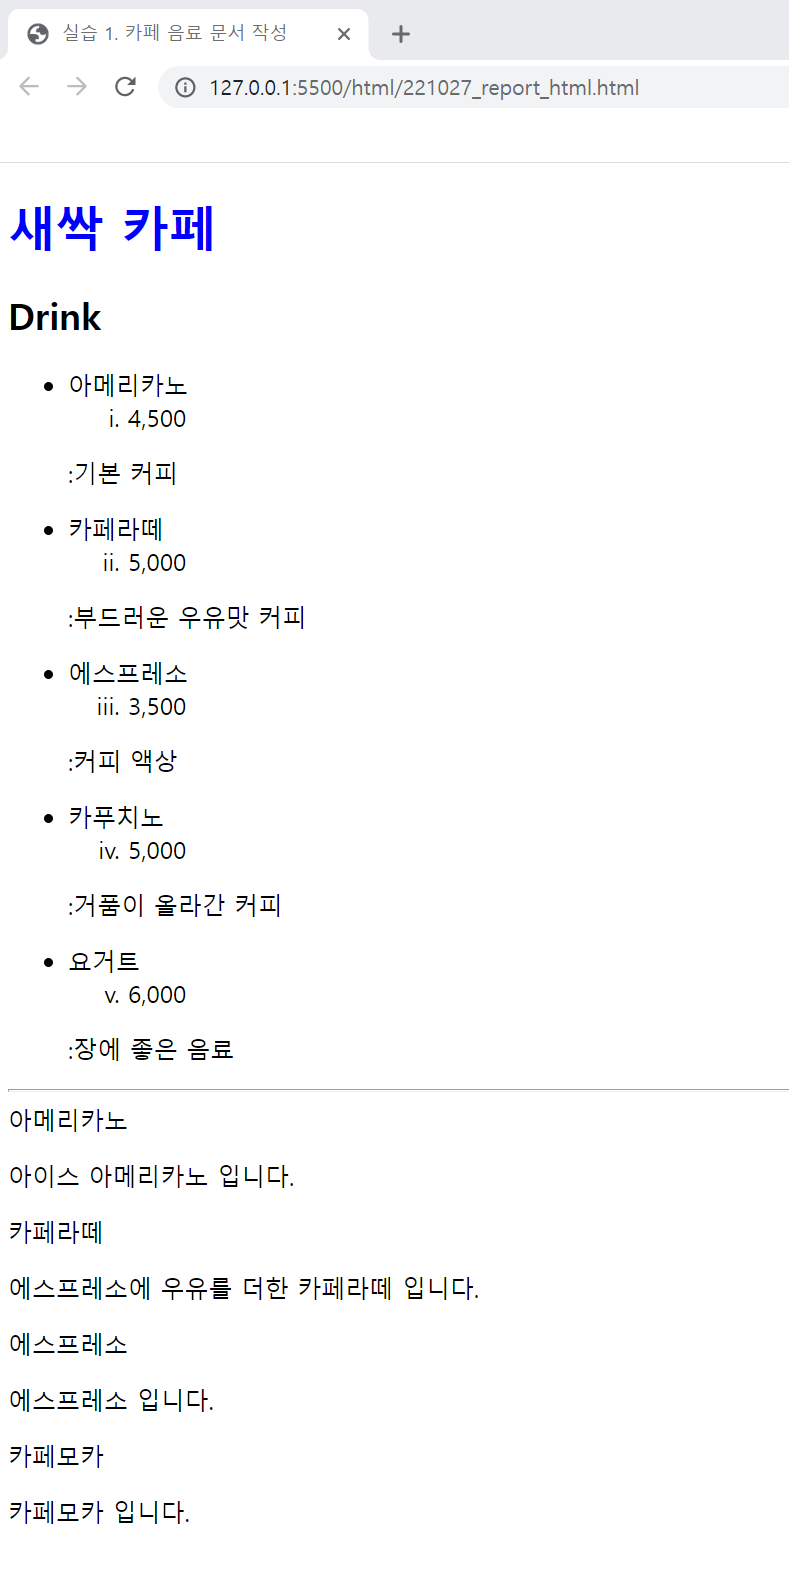 실습 1. 카페 음료 문서 작성
127.0.0.1:5500/html/221027_report_html.html
새싹 카페
Drink
• 아메리카노
i. 4,500
:기본 커피
• 카페라떼
ii. 5,000
:부드러운 우유맛 커피
• 에스프레소
iii. 3,500
:커피 액상
• 카푸치노
iv. 5,000
:거품이 올라간 커피
• 요거트
v. 6,000
:장에 좋은 음료
아메리카노
아이스 아메리카노 입니다.
카페라떼
에스프레소에 우유를 더한 카페라떼 입니다.
에스프레소
에스프레소 입니다.
카페모카
카페모카 입니다.